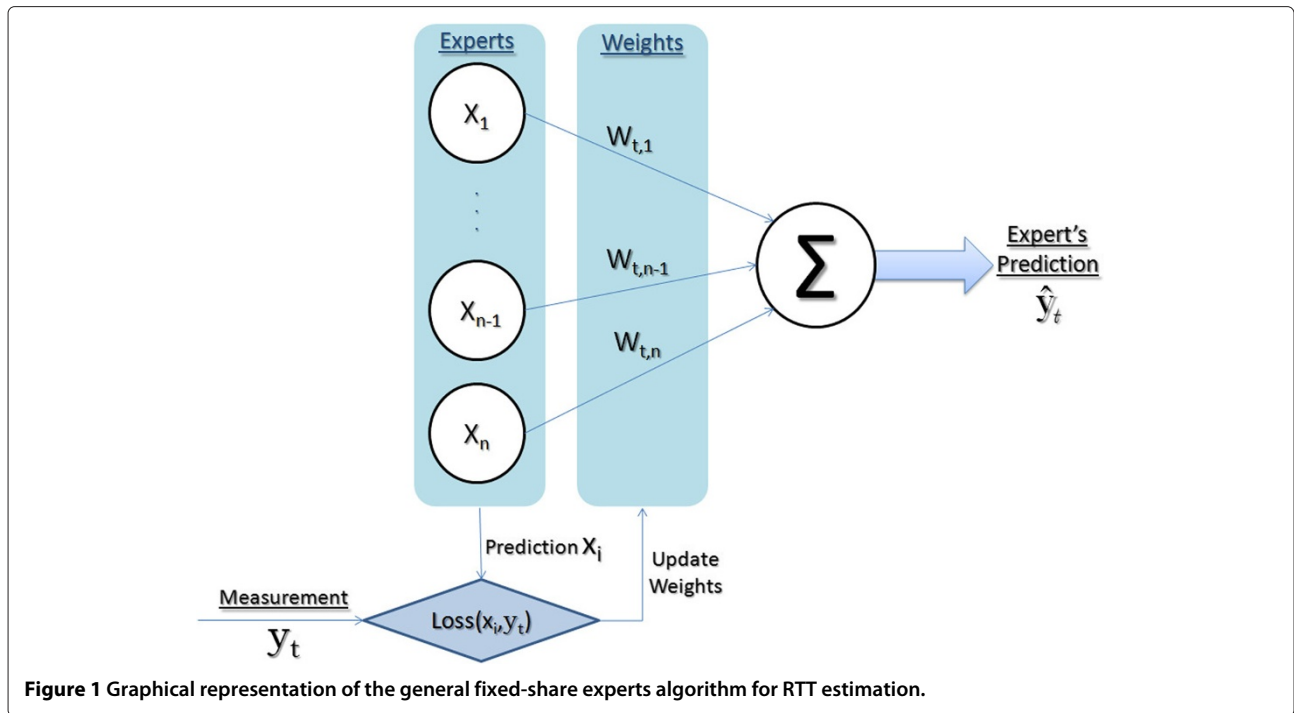 Experts
Weights
X₁
Wₜ,₁
.
.
.
Xₙ₋₁
Wₜ,ₙ₋₁
Xₙ
Wₜ,ₙ
Σ
Expert's
Prediction
ŷₜ
Prediction Xᵢ
Update
Weights
Measurement
yₜ
Loss(xᵢ,yₜ)
Figure 1 Graphical representation of the general fixed-share experts algorithm for RTT estimation.